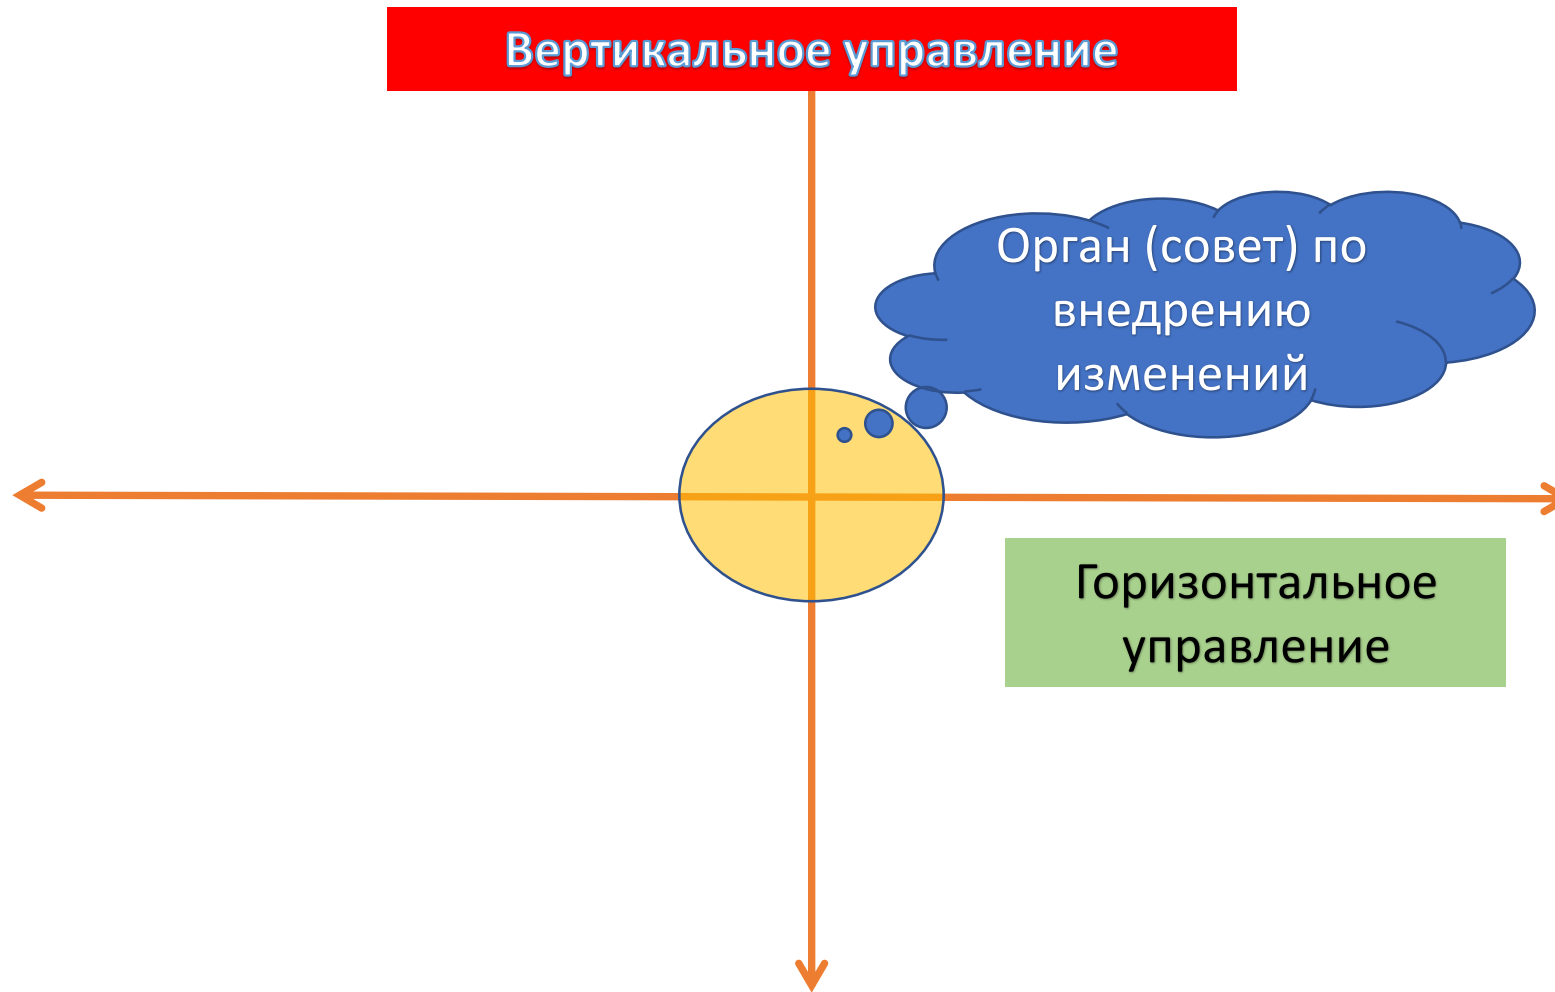 Вертикальное управление
Орган (совет) по
внедрению
изменений
Горизонтальное
управление